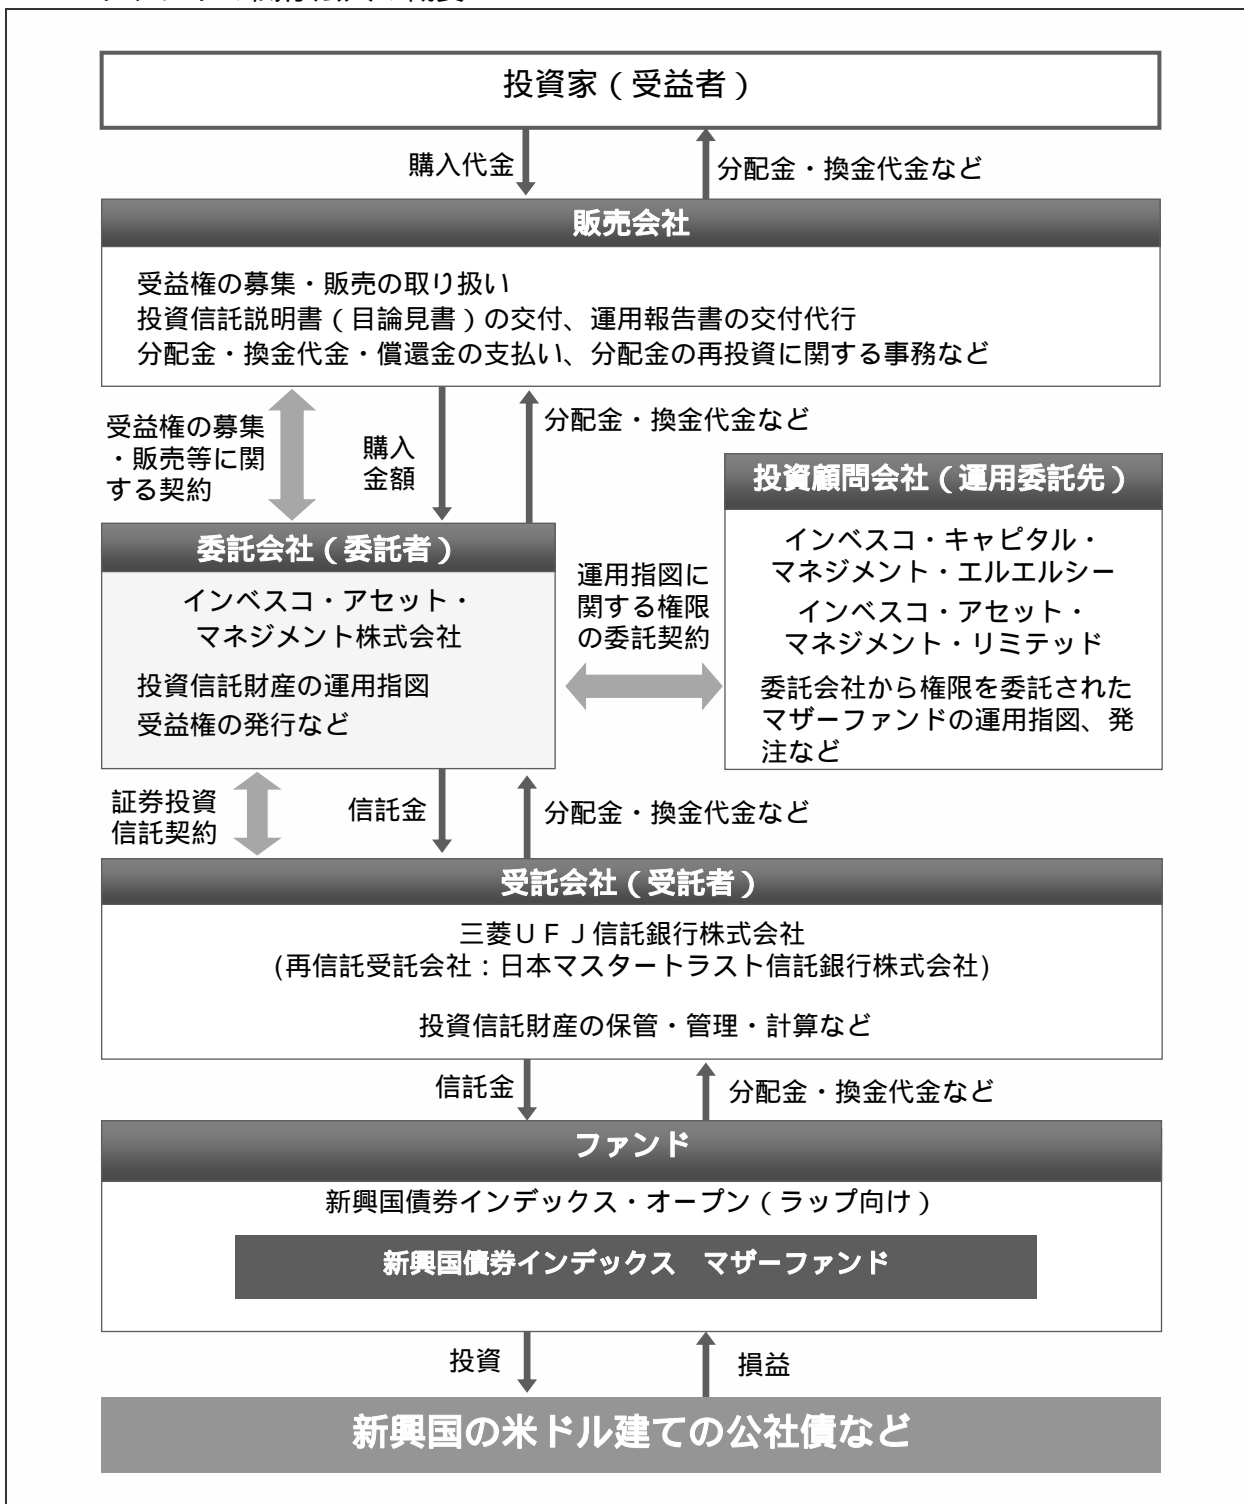 投資家（受益者）
購入代金
分配金・換金代金など
販売会社
受益権の募集・販売の取り扱い
投資信託説明書（目論見書）の交付、運用報告書の交付代行
分配金・換金代金・償還金の支払い、分配金の再投資に関する事務など
受益権の募集
・販売等に関
する契約
購入
金額
分配金・換金代金など
委託会社（委託者）
インベスコ・アセット・
マネジメント株式会社
投資信託財産の運用指図
受益権の発行など
運用指図に
関する権限
の委託契約
投資顧問会社（運用委託先）
インベスコ・キャピタル・
マネジメント・エルエルシー
インベスコ・アセット・
マネジメント・リミテッド
委託会社から権限を委託された
マザーファンドの運用指図、発
注など
証券投資
信託契約
信託金
分配金・換金代金など
受託会社（受託者）
三菱ＵＦＪ信託銀行株式会社
(再信託受託会社：日本マスタートラスト信託銀行株式会社)
投資信託財産の保管・管理・計算など
信託金
分配金・換金代金など
ファンド
新興国債券インデックス・オープン（ラップ向け）
新興国債券インデックス　マザーファンド
投資
損益
新興国の米ドル建ての公社債など